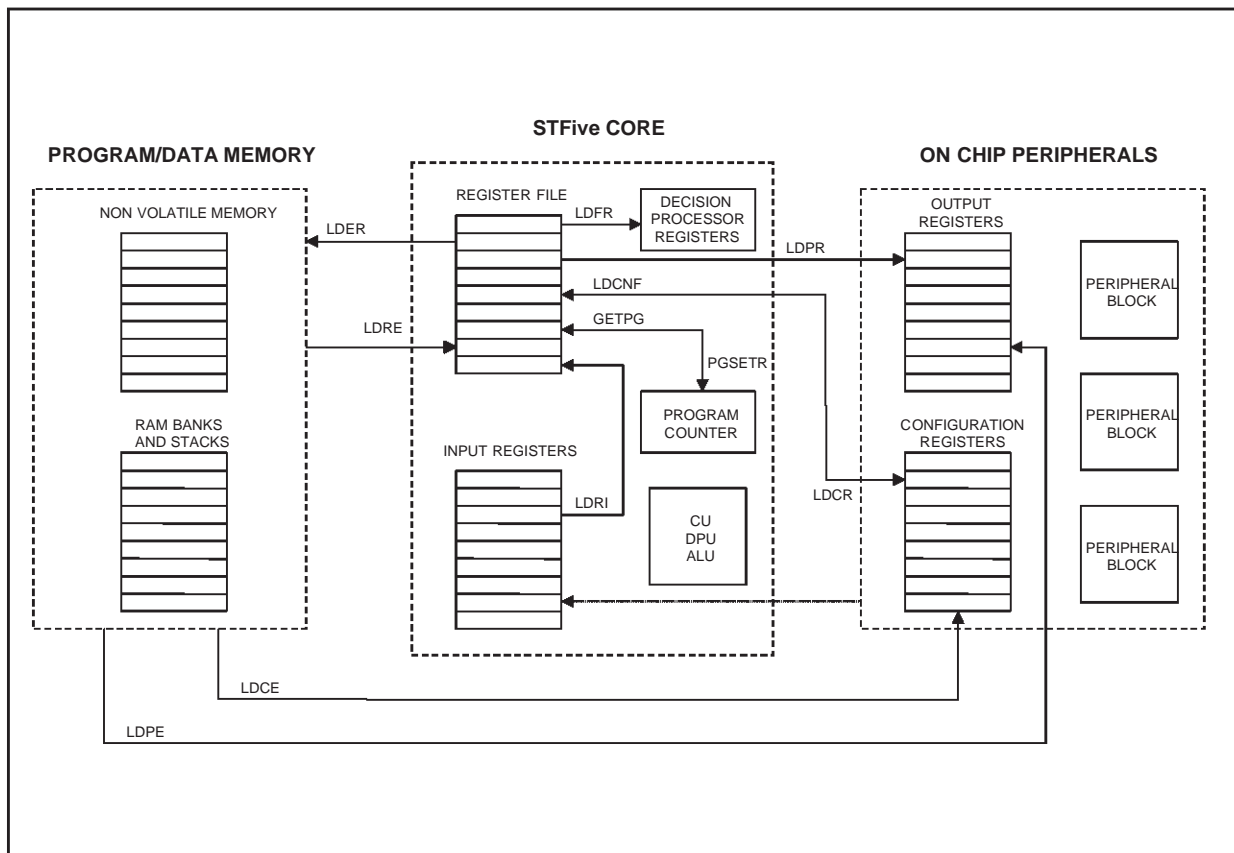 STFive CORE
PROGRAM/DATA MEMORY
ON CHIP PERIPHERALS
NON VOLATILE MEMORY
REGISTER FILE
DECISION
PROCESSOR
REGISTERS
OUTPUT
REGISTERS
LDER
LDFR
LDPR
LDCNF
PERIPHERAL
BLOCK
LDRE
GETPG
PGSETR
RAM BANKS
AND STACKS
PROGRAM
COUNTER
PERIPHERAL
BLOCK
CONFIGURATION
REGISTERS
INPUT REGISTERS
LDRI
LDCR
CU
DPU
ALU
PERIPHERAL
BLOCK
LDCE
LDPE